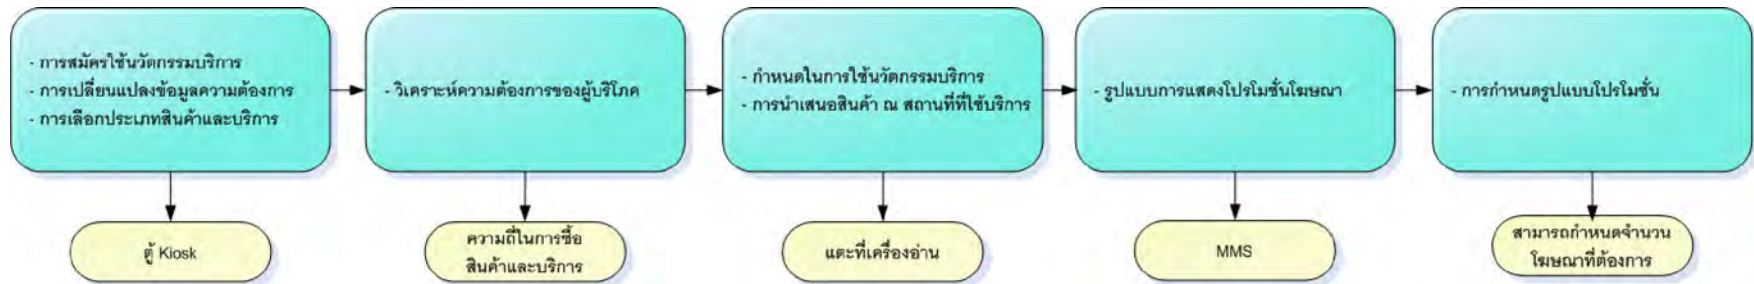 - การสมัครใช้นวัตกรรมบริการ
- การเปลี่ยนแปลงข้อมูลความต้องการ
- การเลือกประเภทสินค้าและบริการ
- วิเคราะห์ความต้องการของผู้บริโภค
- กำหนดในการใช้นวัตกรรมบริการ
- การนำเสนอสินค้า ณ สถานที่ที่ใช้บริการ
- รูปแบบการแสดงโปรโมชั่นโฆษณา
- การกำหนดรูปแบบโปรโมชั่น
ตู้ Kiosk
ความถี่ในการซื้อ
สินค้าและบริการ
แตะที่เครื่องอ่าน
MMS
สามารถกำหนดจำนวน
โฆษณาที่ต้องการ